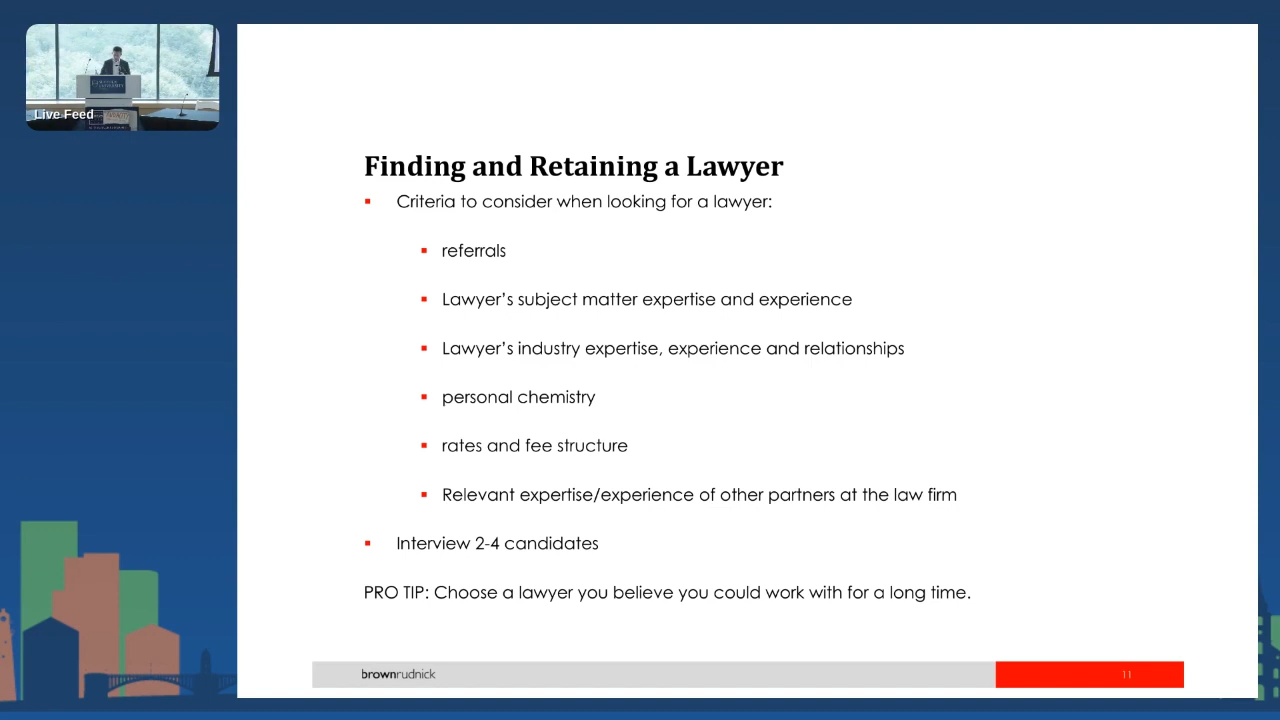 Live Feed
Finding and Retaining a Lawyer
Criteria to consider when looking for a lawyer:
referrals
Lawyer's subject matter expertise and experience
Lawyer's industry expertise, experience and relationships
personal chemistry
rates and fee structure
Relevant expertise/experience of other partners at the law firm
Interview 2-4 candidates
PRO TIP: Choose a lawyer you believe you could work with for a long time.
brownrudnick
11